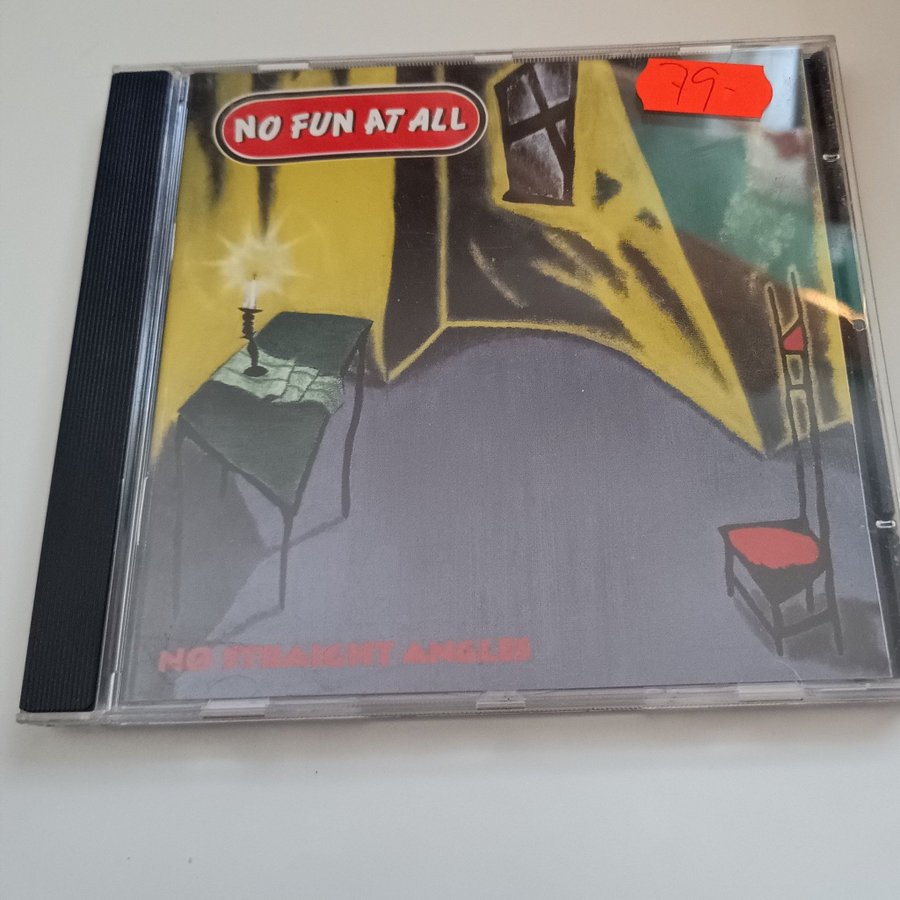 NO FUN AT ALL
79-
NO STRAIGHT ANGLES